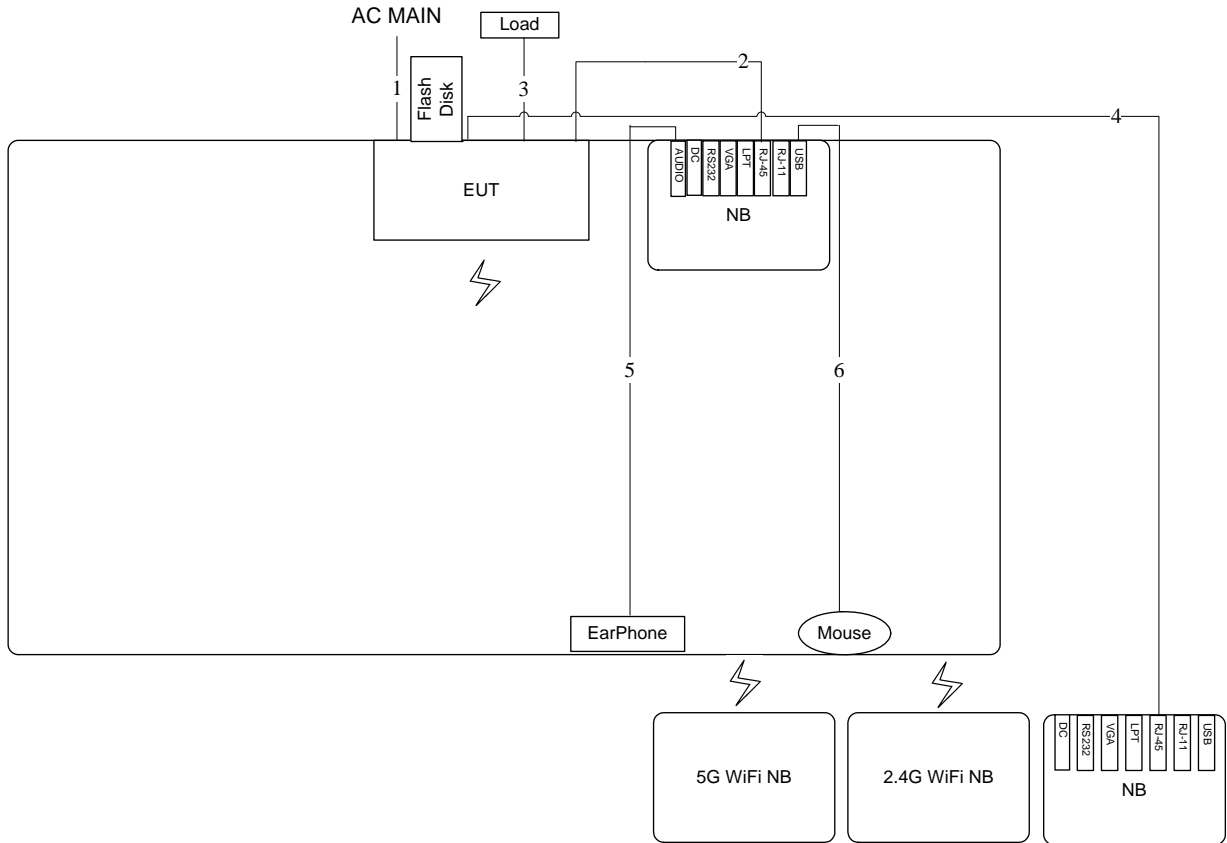 AC MAIN
Load
1
Flash
Disk
3
2
4
EUT
AUDIO
DC
RS232
VGA
LPT
RJ-45
RJ-11
USB
NB
5
6
EarPhone
Mouse
5G WiFi NB
2.4G WiFi NB
DC
RS232
VGA
LPT
RJ-45
RJ-11
USB
NB